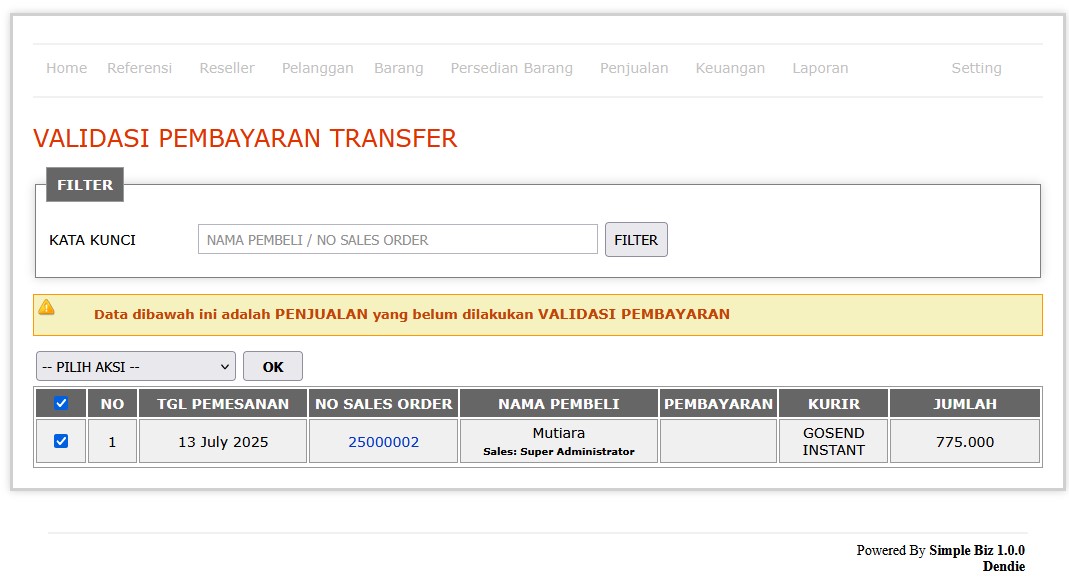 Home Referensi Reseller Pelanggan Barang Persedian Barang Penjualan Keuangan Laporan Setting
VALIDASI PEMBAYARAN TRANSFER
FILTER
KATA KUNCI NAMA PEMBELI / NO SALES ORDER FILTER
Data dibawah ini adalah PENJUALAN yang belum dilakukan VALIDASI PEMBAYARAN
-- PILIH AKSI -- OK
NO TGL PEMESANAN NO SALES ORDER NAMA PEMBELI PEMBAYARAN KURIR JUMLAH
1 13 July 2025 25000002 Mutiara GOSEND INSTANT 775.000
Sales: Super Administrator
Powered By Simple Biz 1.0.0
Dendie